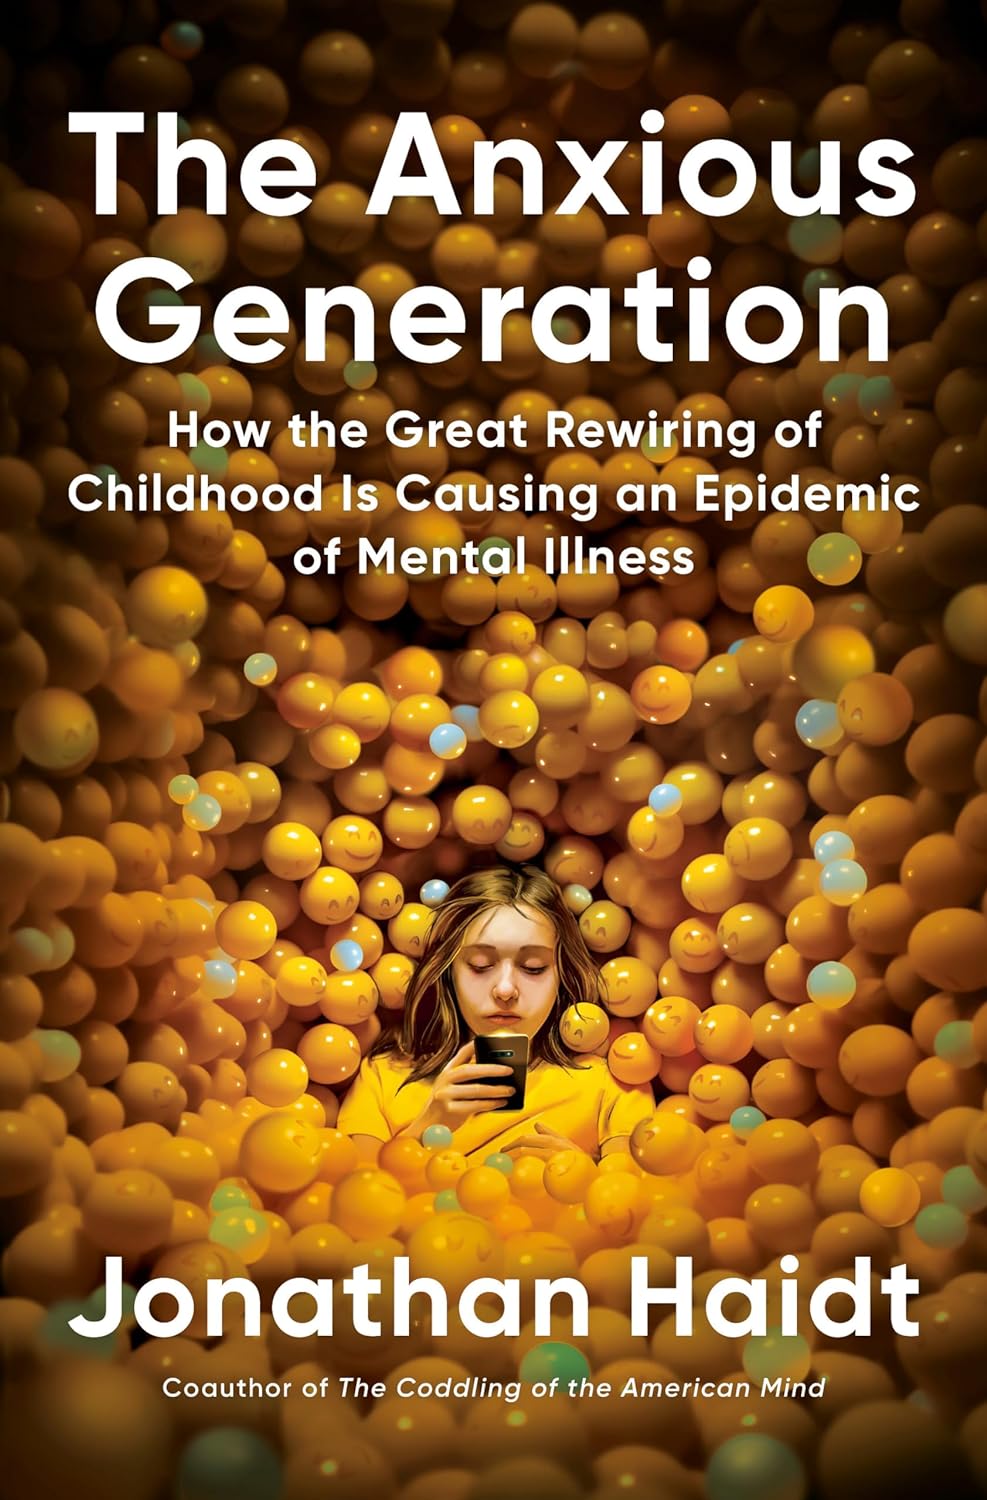 The Anxious
Generation
How the Great Rewiring of
Childhood Is Causing an Epidemic
of Mental Illness
Jonathan Haidt
Coauthor of The Coddling of the American Mind